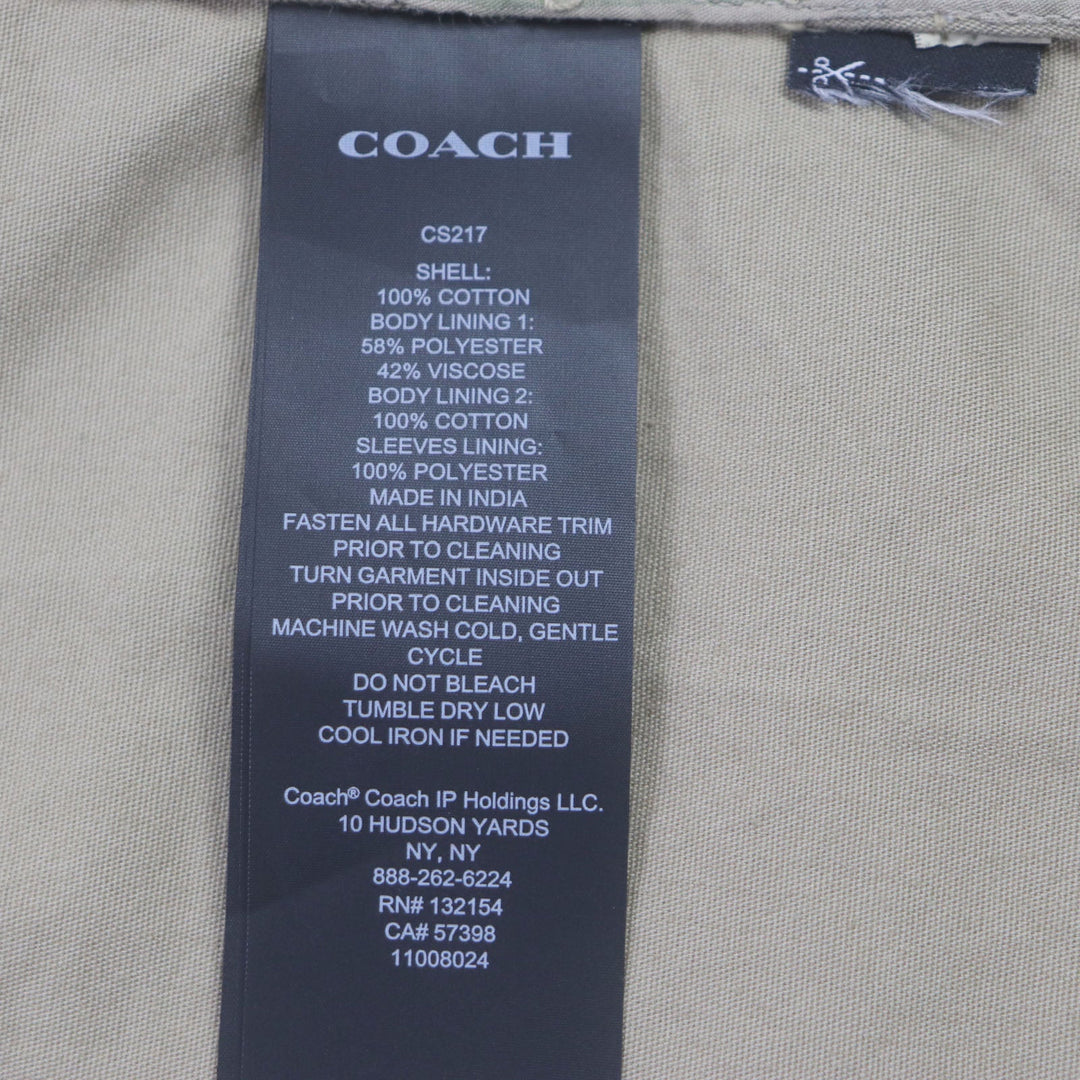 COACH
CS217
SHELL:
100% COTTON
BODY LINING 1:
58% POLYESTER
42% VISCOSE
BODY LINING 2:
100% COTTON
SLEEVES LINING:
100% POLYESTER
MADE IN INDIA
FASTEN ALL HARDWARE TRIM
PRIOR TO CLEANING
TURN GARMENT INSIDE OUT
PRIOR TO CLEANING
MACHINE WASH COLD, GENTLE
CYCLE
DO NOT BLEACH
TUMBLE DRY LOW
COOL IRON IF NEEDED
Coach® Coach IP Holdings LLC.
10 HUDSON YARDS
NY, NY
888-262-6224
RN# 132154
CA# 57398
11008024